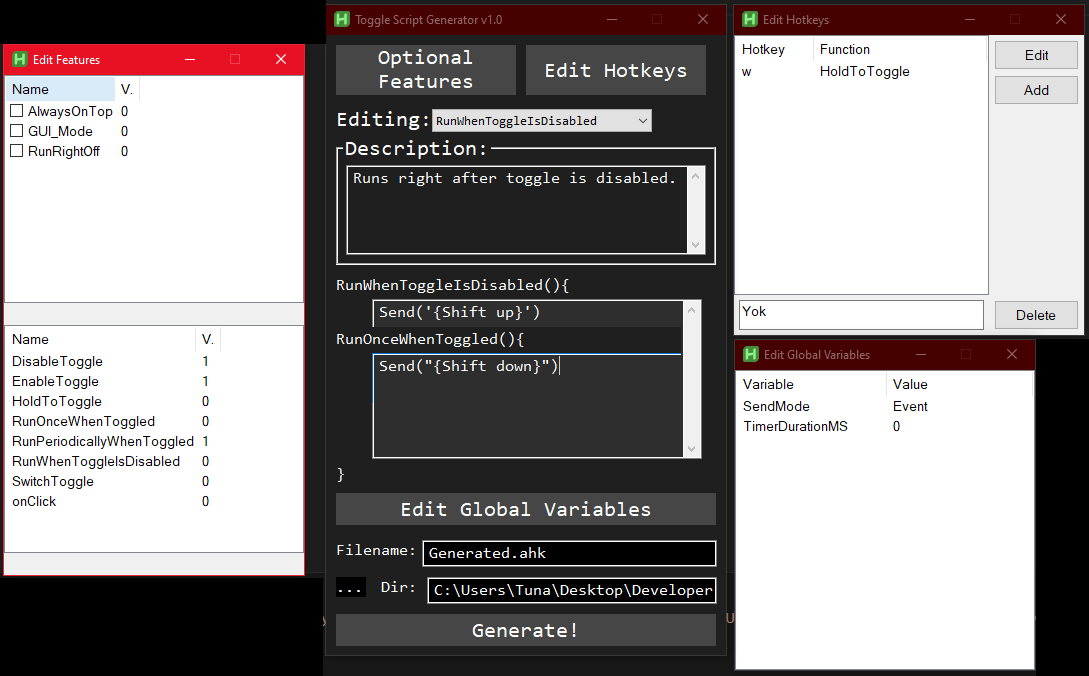 Edit Features
Name V.
AlwaysOnTop 0
GUI_Mode 0
RunRightOff 0
Name V.
DisableToggle 1
EnableToggle 1
HoldToToggle 0
RunOnceWhenToggled 0
RunPeriodicallyWhenToggled 1
RunWhenToggleIsDisabled 0
SwitchToggle 0
onClick 0
Toggle Script Generator v1.0
Optional
Features
Edit Hotkeys
Editing: RunWhenToggleIsDisabled
Description:
Runs right after toggle is disabled.
RunWhenToggleIsDisabled(){
Send('{Shift up}')
RunOnceWhenToggled(){
Send("{Shift down}")
}
Edit Global Variables
Filename: Generated.ahk
... Dir: C:\Users\Tuna\Desktop\Developer
Generate!
Edit Hotkeys
Hotkey Function
w HoldToToggle
Edit
Add
Yok
Delete
Edit Global Variables
Variable Value
SendMode Event
TimerDurationMS 0